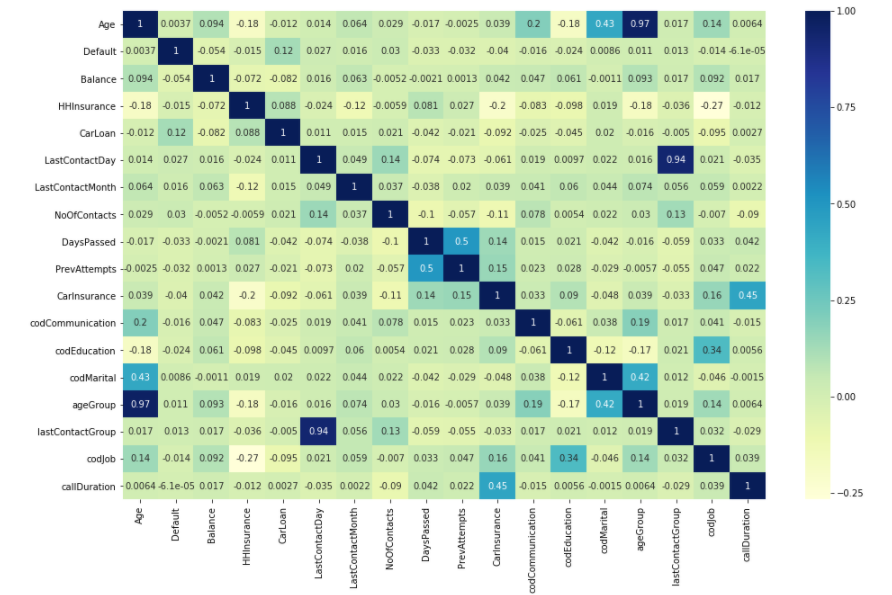 Age 1 0.0037 0.094 -0.18 -0.012 0.014 0.064 0.029 -0.017 -0.0025 0.039 0.2 -0.18 0.43 0.97 0.017 0.14 0.0064
Default 0.0037 1 -0.054 -0.015 0.12 0.027 0.016 0.03 -0.033 -0.032 -0.04 -0.016 -0.024 0.0086 0.011 0.013 -0.014 -6.1e-05
Balance 0.094 -0.054 1 -0.072 -0.082 0.016 0.063 -0.0052 -0.0021 0.0013 0.042 0.047 0.061 -0.0011 0.093 0.017 0.092 0.017
HHInsurance -0.18 -0.015 -0.072 1 0.088 -0.024 -0.12 -0.0059 0.081 0.027 -0.2 -0.083 -0.098 0.019 -0.18 -0.036 -0.27 -0.012
CarLoan -0.012 0.12 -0.082 0.088 1 0.011 0.015 0.021 -0.042 -0.021 -0.092 -0.025 -0.045 0.02 -0.016 -0.005 -0.095 0.0027
LastContactDay 0.014 0.027 0.016 -0.024 0.011 1 0.049 0.14 -0.074 -0.073 -0.061 0.019 0.0097 0.022 0.016 0.94 0.021 -0.035
LastContactMonth 0.064 0.016 0.063 -0.12 0.015 0.049 1 0.037 -0.038 0.02 0.039 0.041 0.06 0.044 0.074 0.056 0.059 0.0022
NoOfContacts 0.029 0.03 -0.0052 -0.0059 0.021 0.14 0.037 1 -0.1 -0.057 -0.11 0.078 0.0054 0.022 0.03 0.13 -0.007 -0.09
DaysPassed -0.017 -0.033 -0.0021 0.081 -0.042 -0.074 -0.038 -0.1 1 0.5 0.14 0.015 0.021 -0.042 -0.016 -0.059 0.033 0.042
PrevAttempts -0.0025 -0.032 0.0013 0.027 -0.021 -0.073 0.02 -0.057 0.5 1 0.15 0.023 0.028 -0.029 -0.0057 -0.055 0.047 0.022
CarInsurance 0.039 -0.04 0.042 -0.2 -0.092 -0.061 0.039 -0.11 0.14 0.15 1 0.033 0.09 -0.048 0.039 -0.033 0.16 0.45
codCommunication 0.2 -0.016 0.047 -0.083 -0.025 0.019 0.041 0.078 0.015 0.023 0.033 1 -0.061 0.038 0.19 0.017 0.041 -0.015
codEducation -0.18 -0.024 0.061 -0.098 -0.045 0.0097 0.06 0.0054 0.021 0.028 0.09 -0.061 1 -0.12 -0.17 0.021 0.34 0.0056
codMarital 0.43 0.0086 -0.0011 0.019 0.02 0.022 0.044 0.022 -0.042 -0.029 -0.048 0.038 -0.12 1 0.42 0.012 -0.046 -0.0015
ageGroup 0.97 0.011 0.093 -0.18 -0.016 0.016 0.074 0.03 -0.016 -0.0057 0.039 0.19 -0.17 0.42 1 0.019 0.14 0.0064
lastContactGroup 0.017 0.013 0.017 -0.036 -0.005 0.94 0.056 0.13 -0.059 -0.055 -0.033 0.017 0.021 0.012 0.019 1 0.032 -0.029
codJob 0.14 -0.014 0.092 -0.27 -0.095 0.021 0.059 -0.007 0.033 0.047 0.16 0.041 0.34 -0.046 0.14 0.032 1 0.039
callDuration 0.0064 -6.1e-05 0.017 -0.012 0.0027 -0.035 0.0022 -0.09 0.042 0.022 0.45 -0.015 0.0056 -0.0015 0.0064 -0.029 0.039 1
Age Default Balance HHInsurance CarLoan LastContactDay LastContactMonth NoOfContacts DaysPassed PrevAttempts CarInsurance codCommunication codEducation codMarital ageGroup lastContactGroup codJob callDuration
1.00
0.75
0.50
0.25
0.00
−0.25